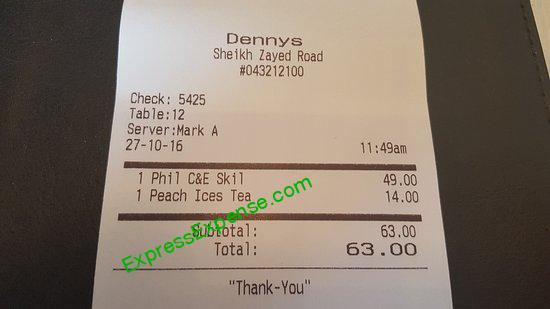 Dennys
Sheikh Zayed Road
#043212100
Check: 5425
Table:12
Server:Mark A
27-10-16 11:49am
1 Phil C&E Skil 49.00
1 Peach Ices Tea 14.00
Subtotal: 63.00
Total: 63.00
"Thank-You"
ExpressExpense.com